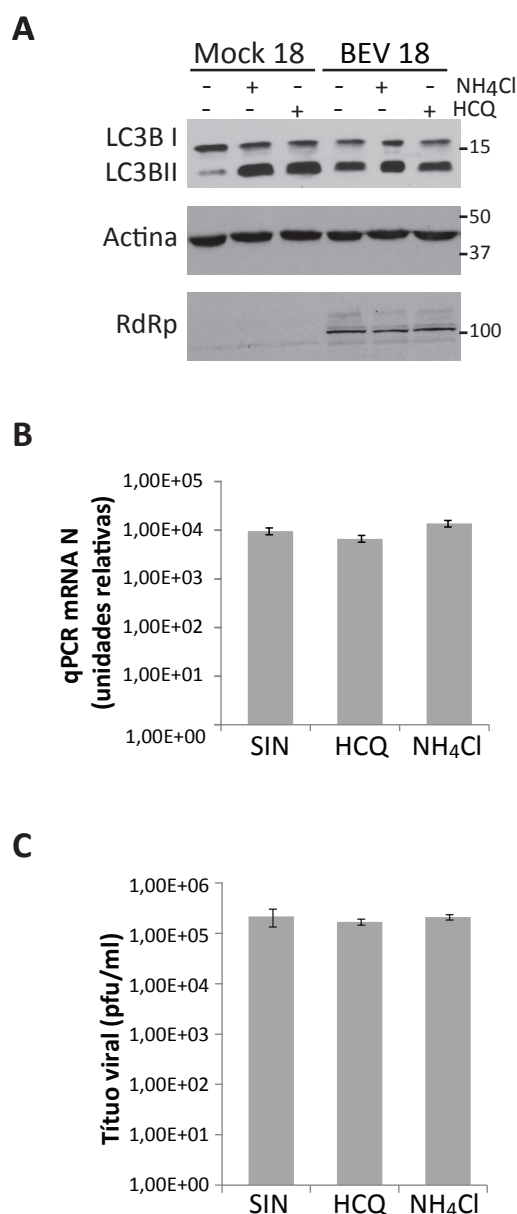 A
Mock 18 BEV 18
- + - - + - NH4Cl
- - + - - + HCQ
LC3B I
LC3BII
15
Actina
50
37
RdRp
100
B
qPCR mRNA N
(unidades relativas)
1,00E+05
1,00E+04
1,00E+03
1,00E+02
1,00E+01
1,00E+00
SIN HCQ NH4Cl
C
Títuo viral (pfu/ml)
1,00E+06
1,00E+05
1,00E+04
1,00E+03
1,00E+02
1,00E+01
1,00E+00
SIN HCQ NH4Cl